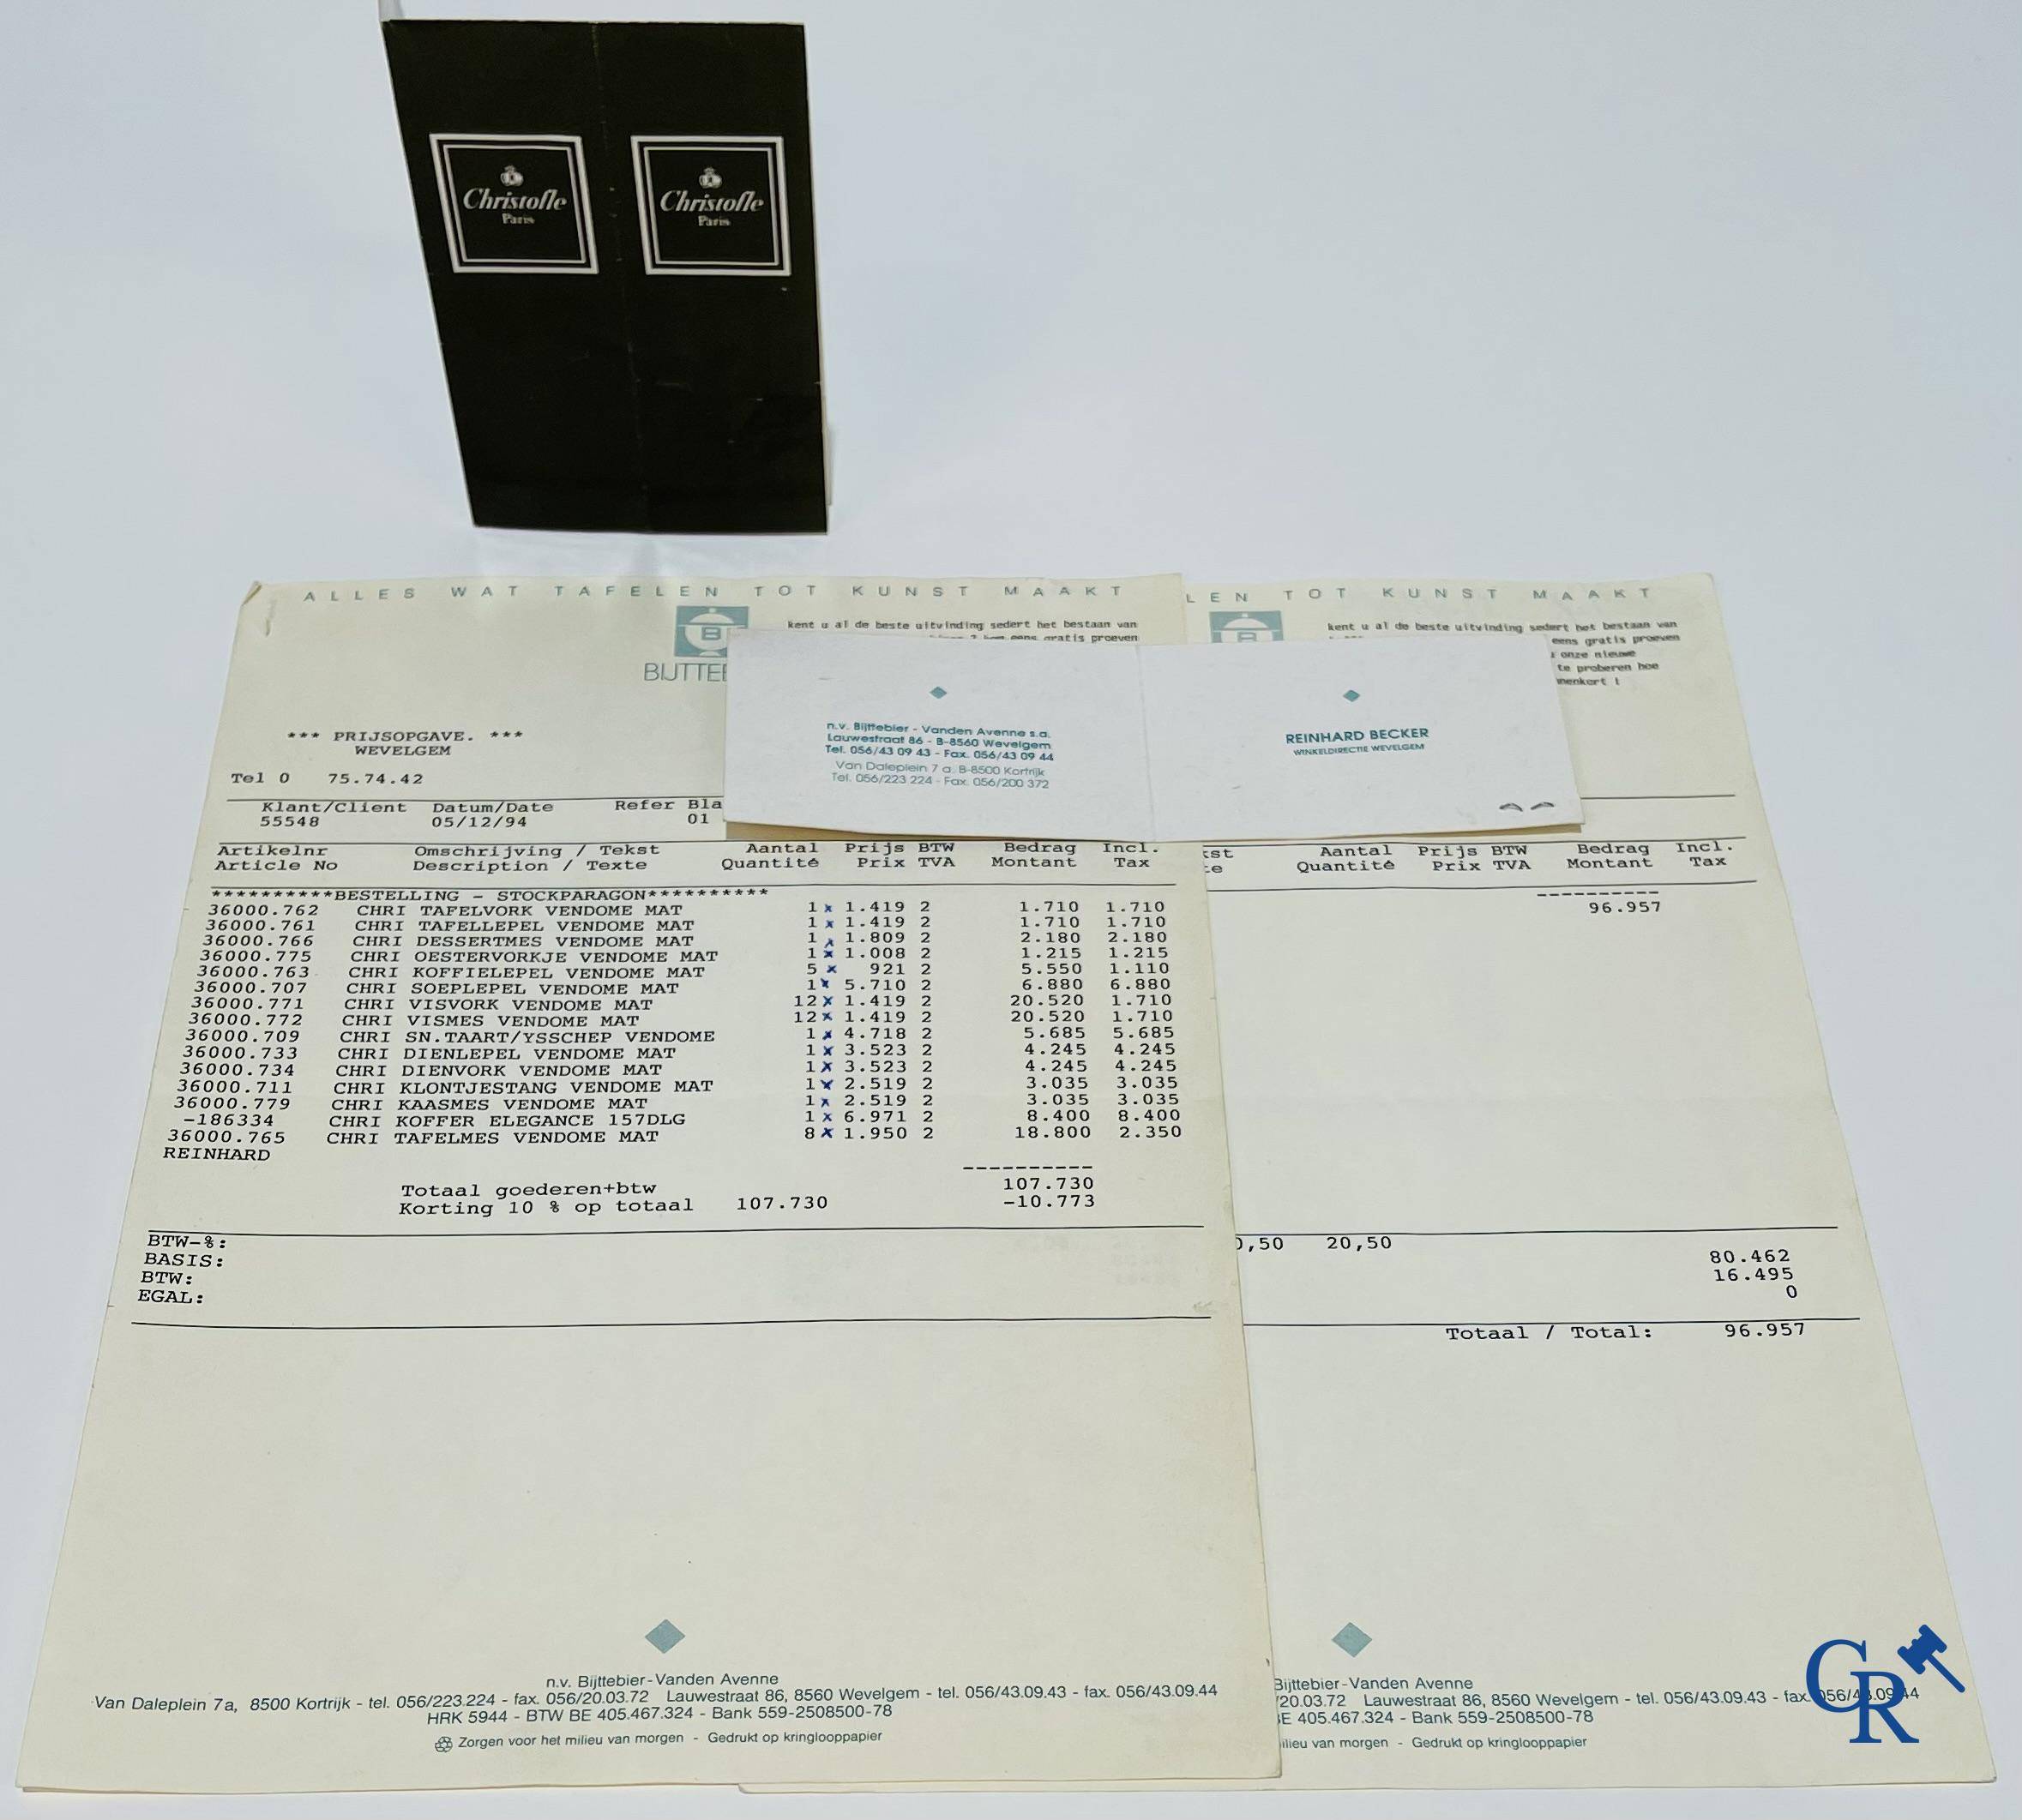 Christofle
Paris
Christofle
Paris
ALLES WAT TAFELEN TOT KUNST MAAKT
kent u al de beste uitvinding sedert het bestaan van
eens gratis proeven
BIJTTE
*** PRIJSOPGAVE. ***
WEVELGEM
Tel 0 75.74.42
Klant/Client Datum/Date Refer Bla
55548 05/12/94 01
n.v. Bijttebier - Vanden Avenne s.a.
Lauwestraat 86 - B-8560 Wevelgem
Tel. 056/43 09 43 - Fax. 056/43 09 44
Van Daleplein 7 a. B-8500 Kortrijk
Tel. 056/223 224 - Fax. 056/200 372
REINHARD BECKER
WINKELDIRECTIE WEVELGEM
Artikelnr Omschrijving / Tekst Aantal Prijs BTW Bedrag Incl.
Article No Description / Texte Quantité Prix TVA Montant Tax
**********BESTELLING - STOCKPARAGON**********
36000.762 CHRI TAFELVORK VENDOME MAT 1 x 1.419 2 1.710 1.710
36000.761 CHRI TAFELLEPEL VENDOME MAT 1 x 1.419 2 1.710 1.710
36000.766 CHRI DESSERTMES VENDOME MAT 1 x 1.809 2 2.180 2.180
36000.775 CHRI OESTERVORKJE VENDOME MAT 1 x 1.008 2 1.215 1.215
36000.763 CHRI KOFFIELEPEL VENDOME MAT 5 x 921 2 5.550 1.110
36000.707 CHRI SOEPLEPEL VENDOME MAT 1 x 5.710 2 6.880 6.880
36000.771 CHRI VISVORK VENDOME MAT 12 x 1.419 2 20.520 1.710
36000.772 CHRI VISMES VENDOME MAT 12 x 1.419 2 20.520 1.710
36000.709 CHRI SN.TAART/YSSCHEP VENDOME 1 x 4.718 2 5.685 5.685
36000.733 CHRI DIENLEPEL VENDOME MAT 1 x 3.523 2 4.245 4.245
36000.734 CHRI DIENVORK VENDOME MAT 1 x 3.523 2 4.245 4.245
36000.711 CHRI KLONTJESTANG VENDOME MAT 1 x 2.519 2 3.035 3.035
36000.779 CHRI KAASMES VENDOME MAT 1 x 2.519 2 3.035 3.035
-186334 CHRI KOFFER ELEGANCE 157DLG 1 x 6.971 2 8.400 8.400
36000.765 CHRI TAFELMES VENDOME MAT 8 x 1.950 2 18.800 2.350
REINHARD
----------
Totaal goederen+btw 107.730
Korting 10 % op totaal 107.730 -10.773
BTW-%:
BASIS:
BTW:
EGAL:
n.v. Bijttebier-Vanden Avenne
Van Daleplein 7a, 8500 Kortrijk - tel. 056/223.224 - fax. 056/20.03.72 Lauwestraat 86, 8560 Wevelgem - tel. 056/43.09.43 - fax. 056/43.09.44
HRK 5944 - BTW BE 405.467.324 - Bank 559-2508500-78
Zorgen voor het milieu van morgen - Gedrukt op kringlooppapier
LEN TOT KUNST MAAKT
kent u al de beste uitvinding sedert het bestaan van
eens gratis proeven
onze nieuwe
te proberen hoe
nenkort !
kst Aantal Prijs BTW Bedrag Incl.
te Quantité Prix TVA Montant Tax
----------
96.957
0,50 20,50
80.462
16.495
0
Totaal / Total: 96.957
Bijttebier-Vanden Avenne
/20.03.72 Lauwestraat 86, 8560 Wevelgem - tel. 056/43.09.43 - fax. 056/43.09.44
BE 405.467.324 - Bank 559-2508500-78
ilieu van morgen - Gedrukt op kringlooppapier
CR